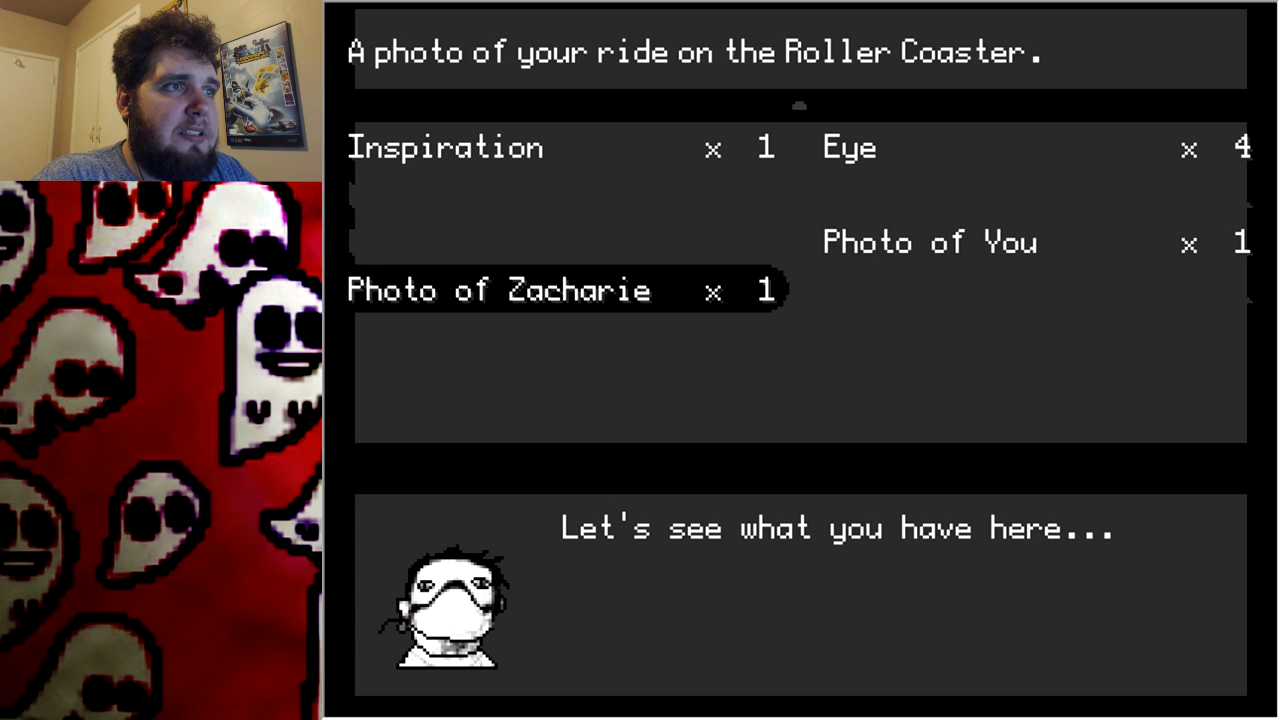 A photo of your ride on the Roller Coaster.
Inspiration x 1 Eye x 4
Photo of You x 1
Photo of Zacharie x 1
Let's see what you have here...